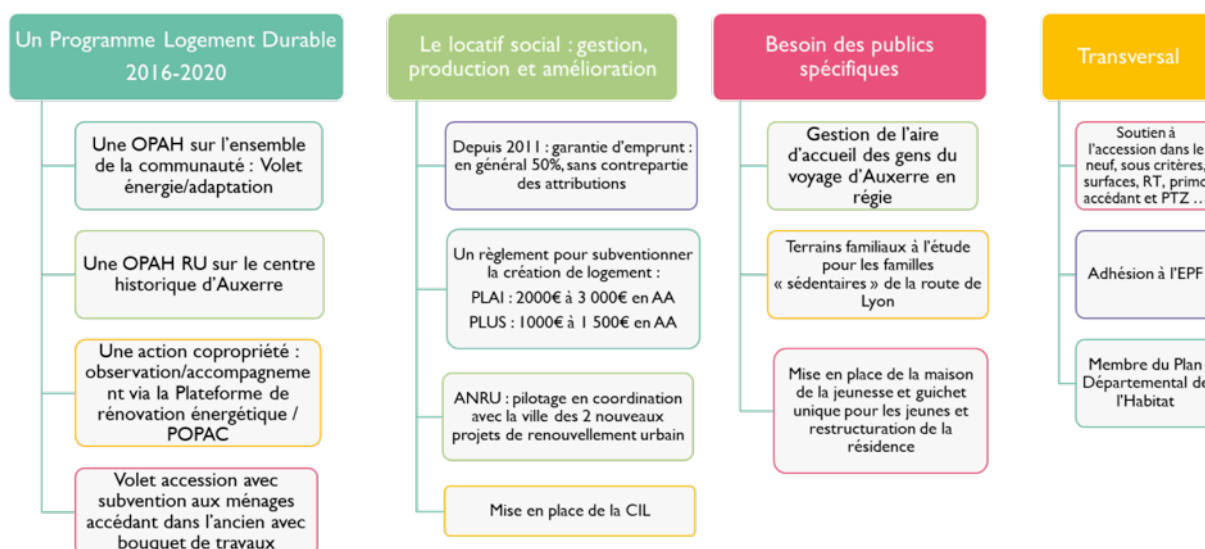 Un Programme Logement Durable
2016-2020
Une OPAH sur l'ensemble
de la communauté : Volet
énergie/adaptation
Une OPAH RU sur le centre
historique d'Auxerre
Une action copropriété :
observation/accompagneme
nt via la Plateforme de
rénovation énergétique /
POPAC
Volet accession avec
subvention aux ménages
accédant dans l'ancien avec
bouquet de travaux
Le locatif social : gestion,
production et amélioration
Depuis 2011 : garantie d'emprunt :
en général 50%, sans contrepartie
des attributions
Un règlement pour subventionner
la création de logement :
PLAI : 2000€ à 3 000€ en AA
PLUS : 1000€ à 1 500€ en AA
ANRU : pilotage en coordination
avec la ville des 2 nouveaux
projets de renouvellement urbain
Mise en place de la CIL
Besoin des publics
spécifiques
Gestion de l'aire
d'accueil des gens du
voyage d'Auxerre en
régie
Terrains familiaux à l'étude
pour les familles
« sédentaires » de la route de
Lyon
Mise en place de la maison
de la jeunesse et guichet
unique pour les jeunes et
restructuration de la
résidence
Transversal
Soutien à
l'accession dans le
neuf, sous critères,
surfaces, RT, primo
accédant et PTZ ...
Adhésion à l'EPF
Membre du Plan
Départemental de
l'Habitat